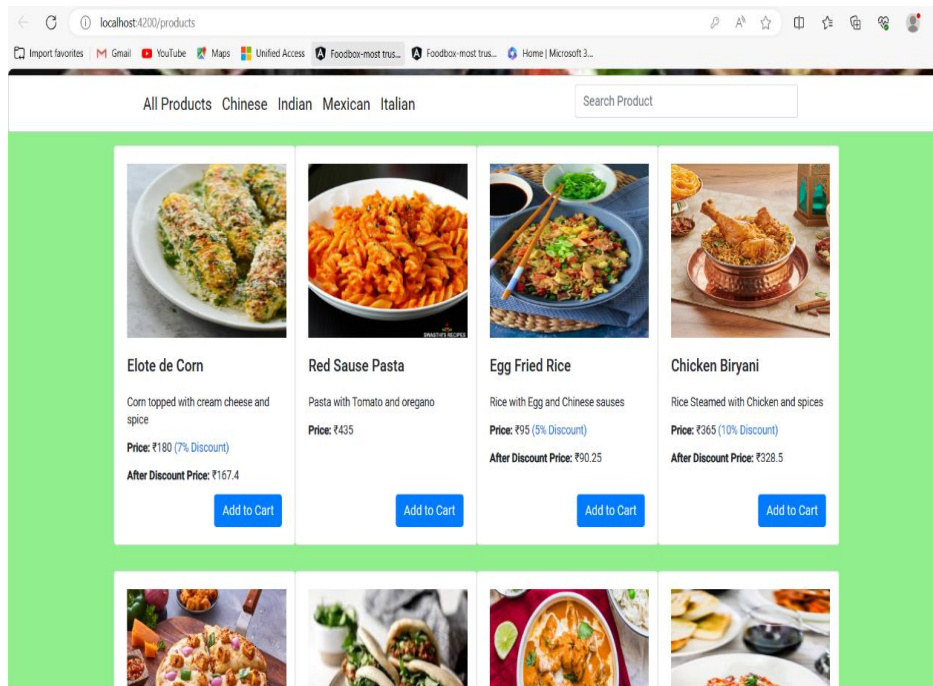 localhost:4200/products
Import favorites Gmail YouTube Maps Unified Access Foodbox-most trus... Foodbox-most trus... Home | Microsoft 3...
All Products Chinese Indian Mexican Italian Search Product
SWASTHI'S RECIPES
Elote de Corn
Corn topped with cream cheese and
spice
Price: ₹180 (7% Discount)
After Discount Price: ₹167.4
Add to Cart
Red Sause Pasta
Pasta with Tomato and oregano
Price: ₹435
Add to Cart
Egg Fried Rice
Rice with Egg and Chinese sauses
Price: ₹95 (5% Discount)
After Discount Price: ₹90.25
Add to Cart
Chicken Biryani
Rice Steamed with Chicken and spices
Price: ₹365 (10% Discount)
After Discount Price: ₹328.5
Add to Cart